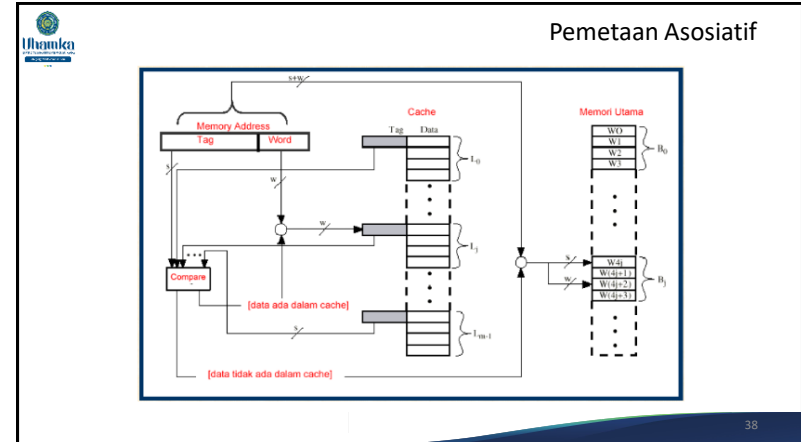 Uhamka
Pemetaan Asosiatif
s+w
Memory Address
Tag Word
Cache
Tag Data
Memori Utama
W0
W1
W2
W3
B0
L0
s
w
w
Lj
...
Compare
[data ada dalam cache]
s
s
w
W4j
W(4j+1)
W(4j+2)
W(4j+3)
Bj
Lm-1
[data tidak ada dalam cache]
38